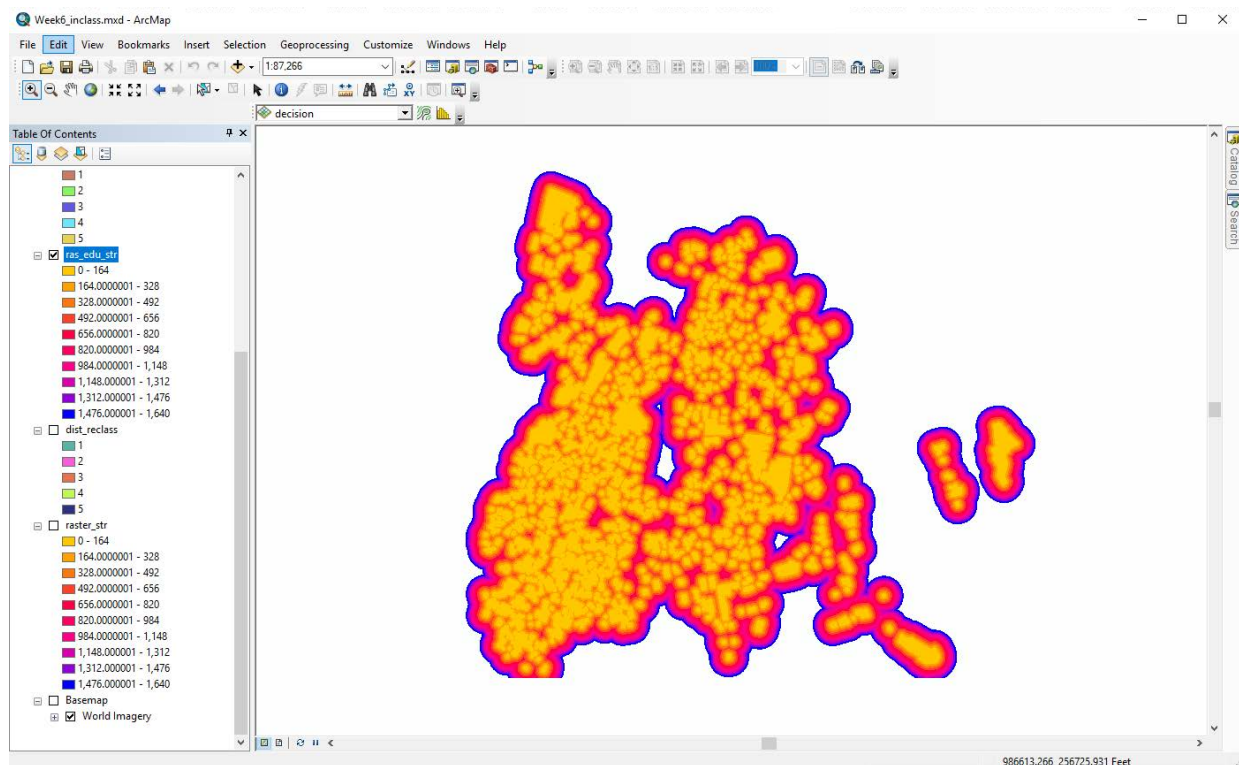 Week6_inclass.mxd - ArcMap
File Edit View Bookmarks Insert Selection Geoprocessing Customize Windows Help
1:87,266
decision
Table Of Contents
1
2
3
4
5
ras_edu_str
0 - 164
164.0000001 - 328
328.0000001 - 492
492.0000001 - 656
656.0000001 - 820
820.0000001 - 984
984.0000001 - 1,148
1,148.000001 - 1,312
1,312.000001 - 1,476
1,476.000001 - 1,640
dist_reclass
1
2
3
4
5
raster_str
0 - 164
164.0000001 - 328
328.0000001 - 492
492.0000001 - 656
656.0000001 - 820
820.0000001 - 984
984.0000001 - 1,148
1,148.000001 - 1,312
1,312.000001 - 1,476
1,476.000001 - 1,640
Basemap
World Imagery
Catalog
Search
986613.266 256725.931 Feet